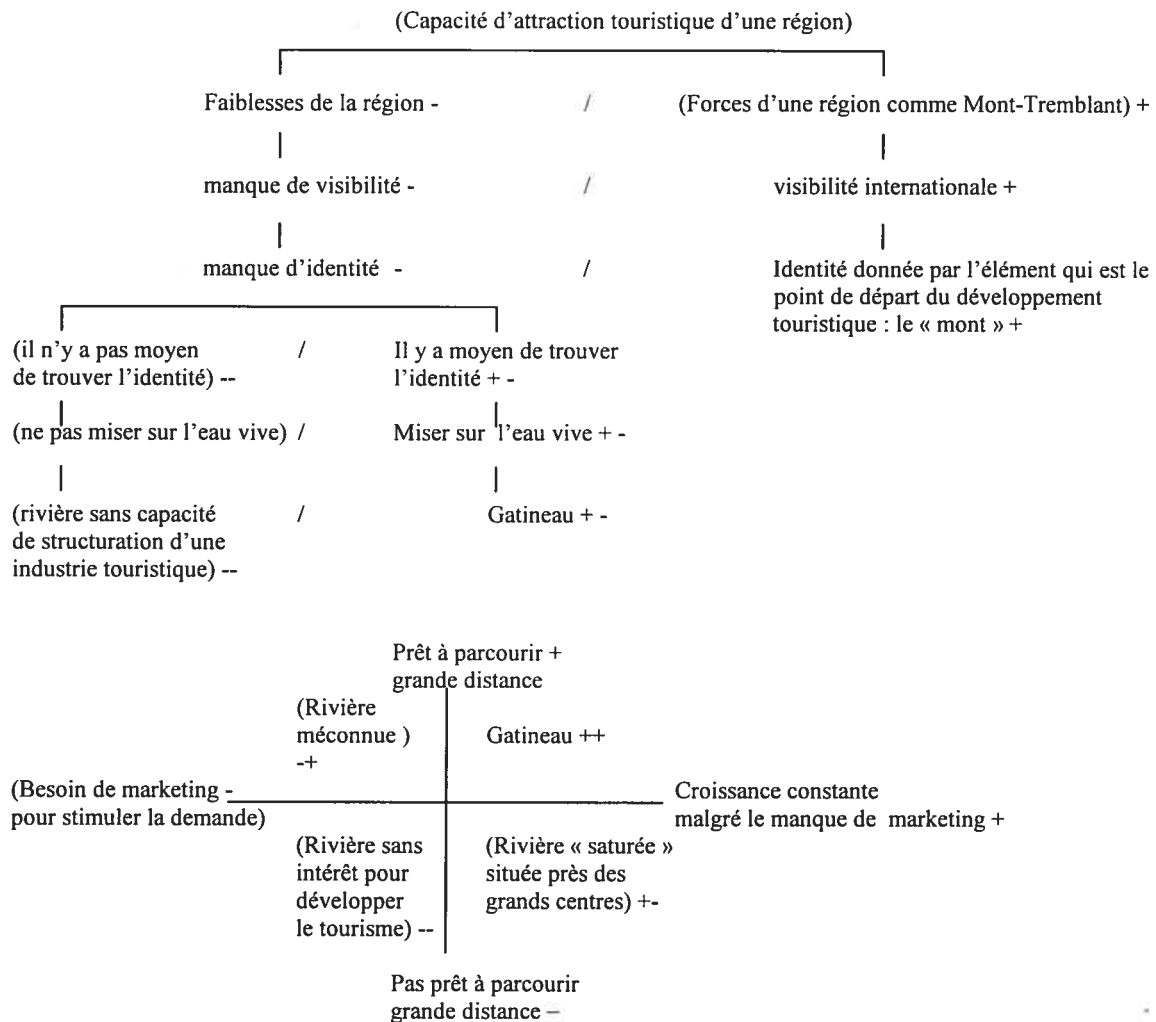 (Capacité d'attraction touristique d'une région)
Faiblesses de la région - / (Forces d'une région comme Mont-Tremblant) +
manque de visibilité - / visibilité internationale +
manque d'identité - / Identité donnée par l'élément qui est le
point de départ du développement
touristique : le « mont » +
(il n'y a pas moyen / Il y a moyen de trouver
de trouver l'identité) -- l'identité + -
(ne pas miser sur l'eau vive) / Miser sur l'eau vive + -
(rivière sans capacité / Gatineau + -
de structuration d'une
industrie touristique) --
Prêt à parcourir +
grande distance
(Rivière
méconnue ) Gatineau ++
-+
(Besoin de marketing - Croissance constante
pour stimuler la demande) malgré le manque de marketing +
(Rivière sans (Rivière « saturée »
intérêt pour située près des
développer grands centres) +-
le tourisme) --
Pas prêt à parcourir
grande distance –